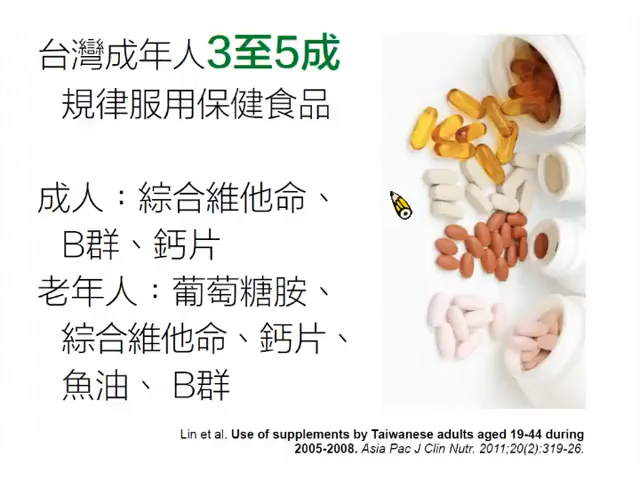 台灣成年人3至5成
規律服用保健食品
成人：綜合維他命、
B群、鈣片
老年人：葡萄糖胺、
綜合維他命、鈣片、
魚油、 B群
Lin et al. Use of supplements by Taiwanese adults aged 19-44 during
2005-2008. Asia Pac J Clin Nutr. 2011;20(2):319-26.